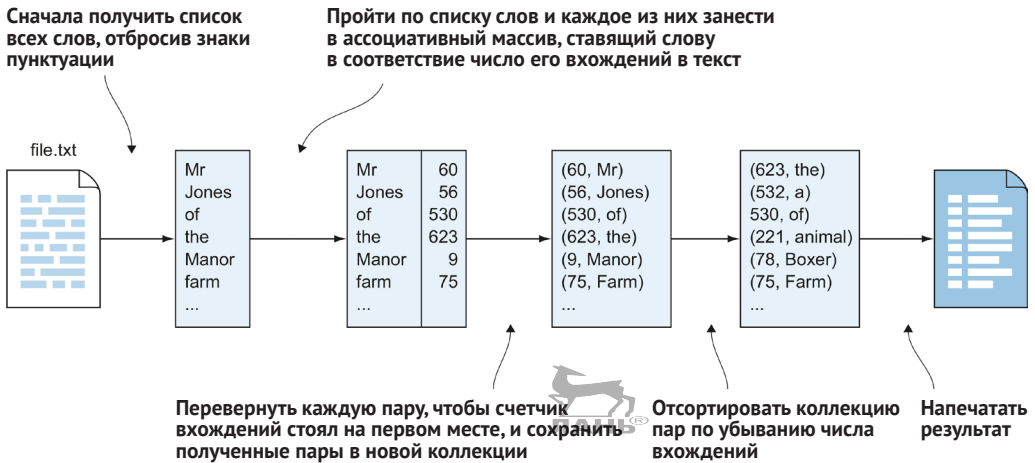 Сначала получить список
всех слов, отбросив знаки
пунктуации
Пройти по списку слов и каждое из них занести
в ассоциативный массив, ставящий слову
в соответствие число его вхождений в текст
file.txt
Mr
Jones
of
the
Manor
farm
...
Mr 60
Jones 56
of 530
the 623
Manor 9
farm 75
...
(60, Mr)
(56, Jones)
(530, of)
(623, the)
(9, Manor)
(75, Farm)
...
(623, the)
(532, a)
530, of)
(221, animal)
(78, Boxer)
(75, Farm)
...
Перевернуть каждую пару, чтобы счетчик
вхождений стоял на первом месте, и сохранить
полученные пары в новой коллекции
ЛАНЬ®
Отсортировать коллекцию
пар по убыванию числа
вхождений
Напечатать
результат